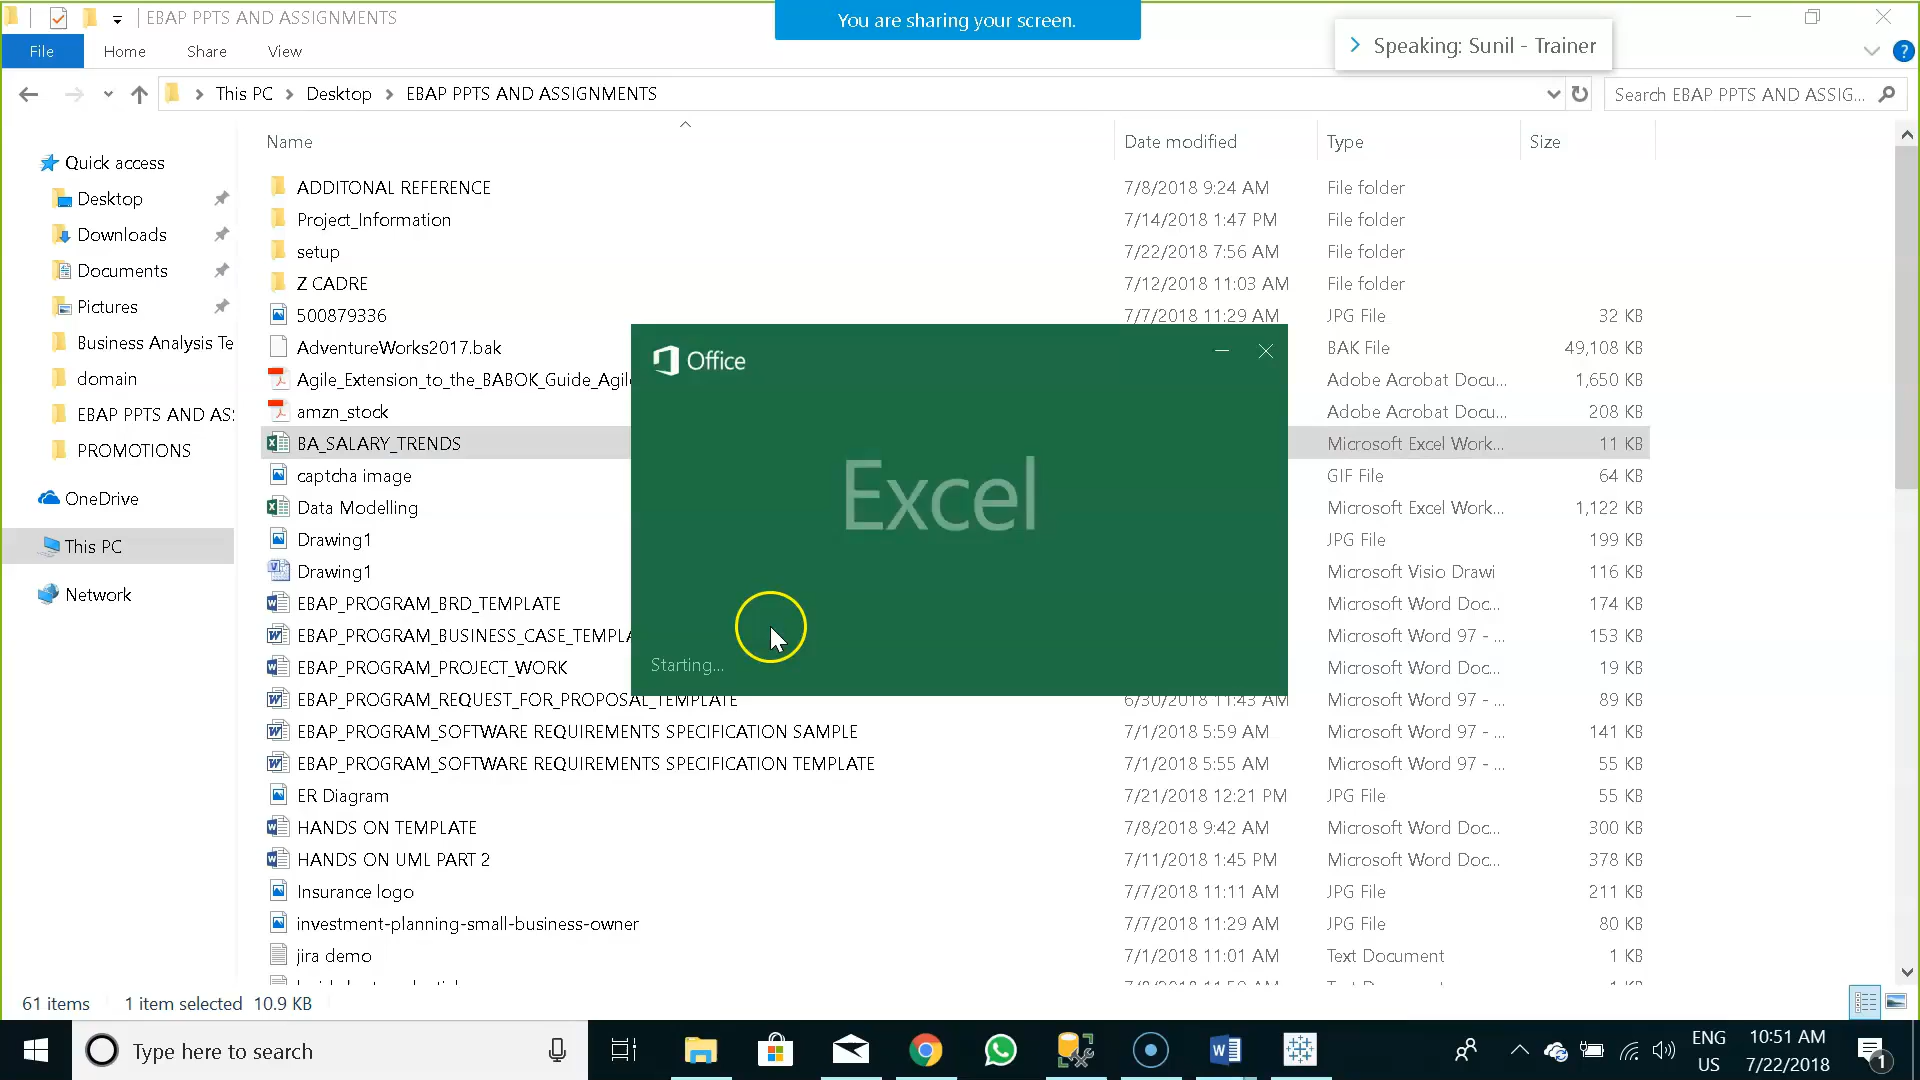 EBAP PPTS AND ASSIGNMENTS
You are sharing your screen.
Speaking: Sunil - Trainer
File Home Share View
This PC Desktop EBAP PPTS AND ASSIGNMENTS
Search EBAP PPTS AND ASSIG...
Name Date modified Type Size
Quick access
Desktop
Downloads
Documents
Pictures
Business Analysis Te
domain
EBAP PPTS AND AS
PROMOTIONS
OneDrive
This PC
Network
ADDITONAL REFERENCE 7/8/2018 9:24 AM File folder
Project_Information 7/14/2018 1:47 PM File folder
setup 7/22/2018 7:56 AM File folder
Z CADRE 7/12/2018 11:03 AM File folder
500879336 7/7/2018 11:29 AM JPG File 32 KB
AdventureWorks2017.bak BAK File 49,108 KB
Agile_Extension_to_the_BABOK_Guide_Agil Adobe Acrobat Docu... 1,650 KB
amzn_stock Adobe Acrobat Docu... 208 KB
BA_SALARY_TRENDS Microsoft Excel Work... 11 KB
captcha image GIF File 64 KB
Data Modelling Microsoft Excel Work... 1,122 KB
Drawing1 JPG File 199 KB
Drawing1 Microsoft Visio Drawi 116 KB
EBAP_PROGRAM_BRD_TEMPLATE Microsoft Word Doc... 174 KB
EBAP_PROGRAM_BUSINESS_CASE_TEMPLA Microsoft Word 97 - ... 153 KB
EBAP_PROGRAM_PROJECT_WORK Microsoft Word Doc... 19 KB
EBAP_PROGRAM_REQUEST_FOR_PROPOSAL_TEMPLATE 6/30/2018 11:43 AM Microsoft Word 97 - ... 89 KB
EBAP_PROGRAM_SOFTWARE REQUIREMENTS SPECIFICATION SAMPLE 7/1/2018 5:59 AM Microsoft Word 97 - ... 141 KB
EBAP_PROGRAM_SOFTWARE REQUIREMENTS SPECIFICATION TEMPLATE 7/1/2018 5:55 AM Microsoft Word 97 - ... 55 KB
ER Diagram 7/21/2018 12:21 PM JPG File 55 KB
HANDS ON TEMPLATE 7/8/2018 9:42 AM Microsoft Word Doc... 300 KB
HANDS ON UML PART 2 7/11/2018 1:45 PM Microsoft Word Doc... 378 KB
Insurance logo 7/7/2018 11:11 AM JPG File 211 KB
investment-planning-small-business-owner 7/7/2018 11:29 AM JPG File 80 KB
jira demo 7/1/2018 11:01 AM Text Document 1 KB
Office
Excel
Starting...
61 items 1 item selected 10.9 KB
Type here to search
ENG
US
10:51 AM
7/22/2018
1